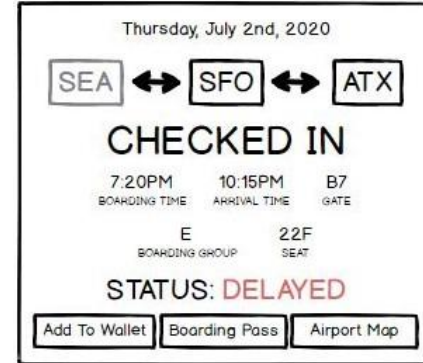 Thursday, July 2nd, 2020
SEA SFO ATX
CHECKED IN
7:20PM 10:15PM B7
BOARDING TIME ARRIVAL TIME GATE
E 22F
BOARDING GROUP SEAT
STATUS: DELAYED
Add To Wallet Boarding Pass Airport Map